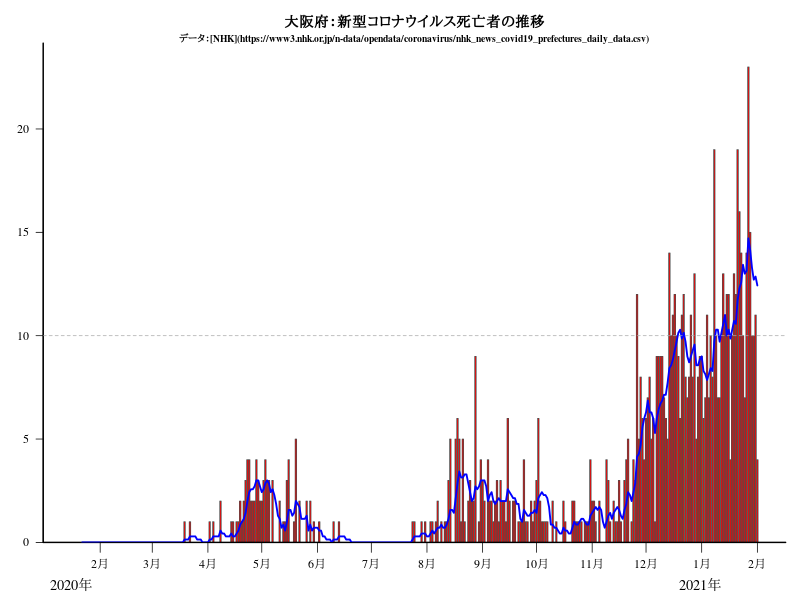 大阪府：新型コロナウイルス死亡者の推移
データ：[NHK](https://www3.nhk.or.jp/n-data/opendata/coronavirus/nhk_news_covid19_prefectures_daily_data.csv)
20
15
10
5
0
2月 3月 4月 5月 6月 7月 8月 9月 10月 11月 12月 1月 2月
2020年 2021年